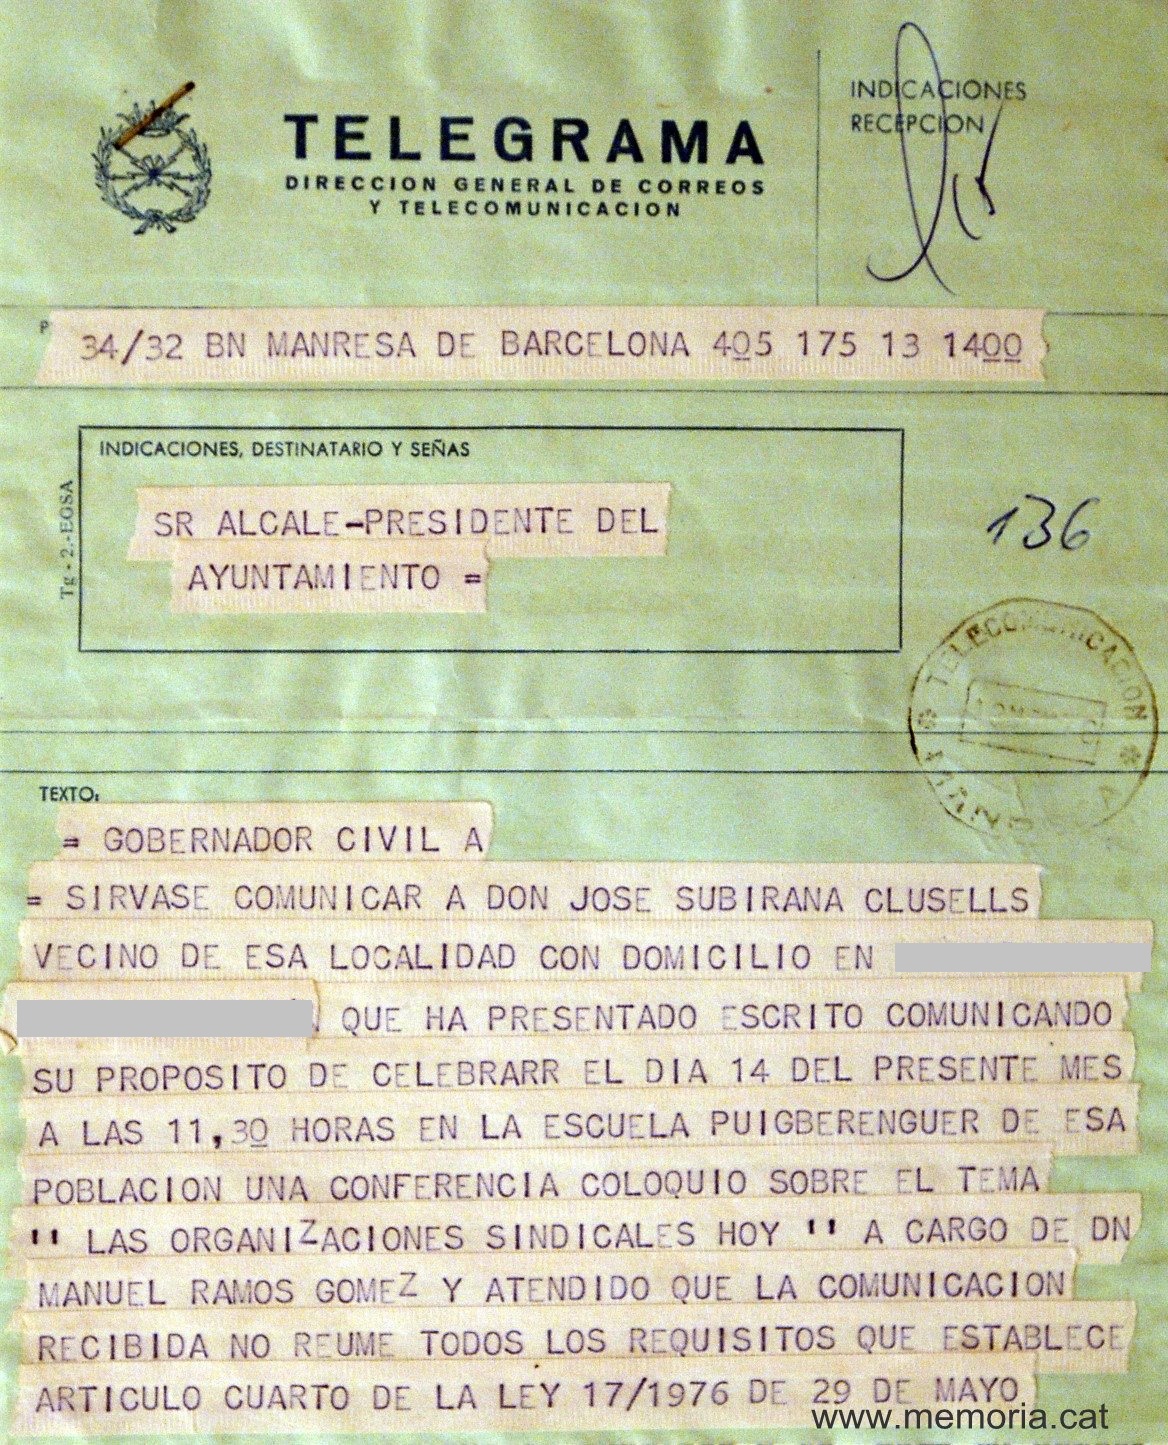 TELEGRAMA
DIRECCION GENERAL DE CORREOS
Y TELECOMUNICACION
INDICACIONES
RECEPCION
P
34/32 BN MANRESA DE BARCELONA 405 175 13 1400
INDICACIONES, DESTINATARIO Y SEÑAS
Tg - 2.-EOSA
SR ALCALE-PRESIDENTE DEL
AYUNTAMIENTO =
136
TELECOMUNICACION
TEXTO:
= GOBERNADOR CIVIL A
= SIRVASE COMUNICAR A DON JOSE SUBIRANA CLUSELLS
VECINO DE ESA LOCALIDAD CON DOMICILIO EN
QUE HA PRESENTADO ESCRITO COMUNICANDO
SU PROPOSITO DE CELEBRARR EL DIA 14 DEL PRESENTE MES
A LAS 11,30 HORAS EN LA ESCUELA PUIGBERENGUER DE ESA
POBLACION UNA CONFERENCIA COLOQUIO SOBRE EL TEMA
'' LAS ORGANIZACIONES SINDICALES HOY '' A CARGO DE DN
MANUEL RAMOS GOMEZ Y ATENDIDO QUE LA COMUNICACION
RECIBIDA NO REUME TODOS LOS REQUISITOS QUE ESTABLECE
ARTICULO CUARTO DE LA LEY 17/1976 DE 29 DE MAYO
www.memoria.cat